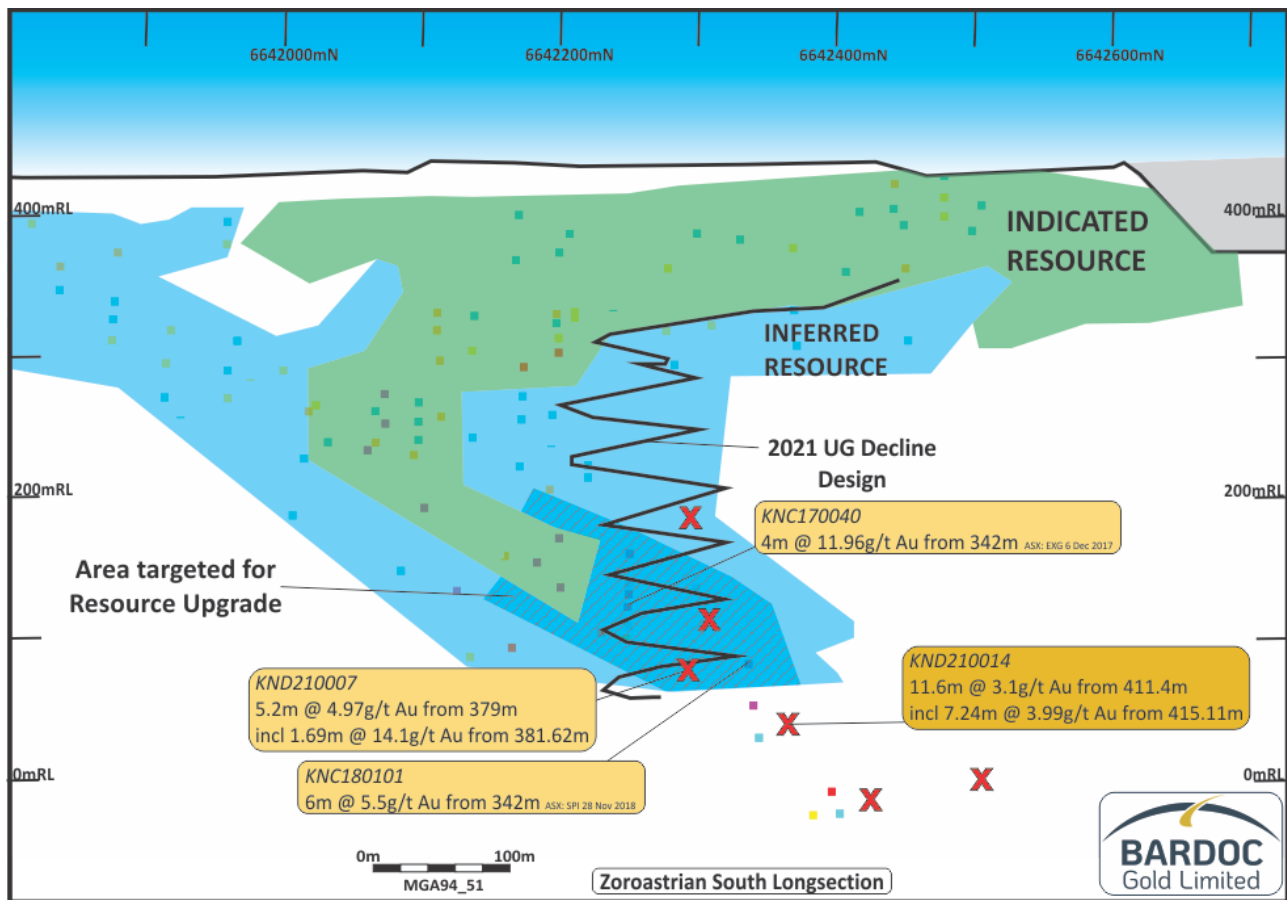 6642000mN
6642200mN
6642400mN
6642600mN
400mRL
400mRL
INDICATED
RESOURCE
INFERRED
RESOURCE
2021 UG Decline
Design
200mRL
200mRL
KNC170040
4m @ 11.96g/t Au from 342m ASX: EXG 6 Dec 2017
Area targeted for
Resource Upgrade
KND210014
11.6m @ 3.1g/t Au from 411.4m
incl 7.24m @ 3.99g/t Au from 415.11m
KND210007
5.2m @ 4.97g/t Au from 379m
incl 1.69m @ 14.1g/t Au from 381.62m
KNC180101
6m @ 5.5g/t Au from 342m ASX: SPI 28 Nov 2018
0mRL
0mRL
0m 100m
MGA94_51
Zoroastrian South Longsection
BARDOC
Gold Limited